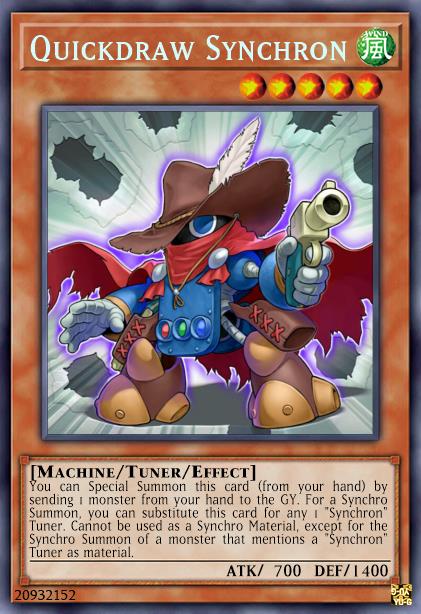 QUICKDRAW SYNCHRON
WIND
風
[MACHINE/TUNER/EFFECT]
You can Special Summon this card (from your hand) by
sending 1 monster from your hand to the GY. For a Synchro
Summon, you can substitute this card for any 1 "Synchron"
Tuner. Cannot be used as a Synchro Material, except for the
Synchro Summon of a monster that mentions a "Synchron"
Tuner as material.
ATK/ 700 DEF/1400
20932152